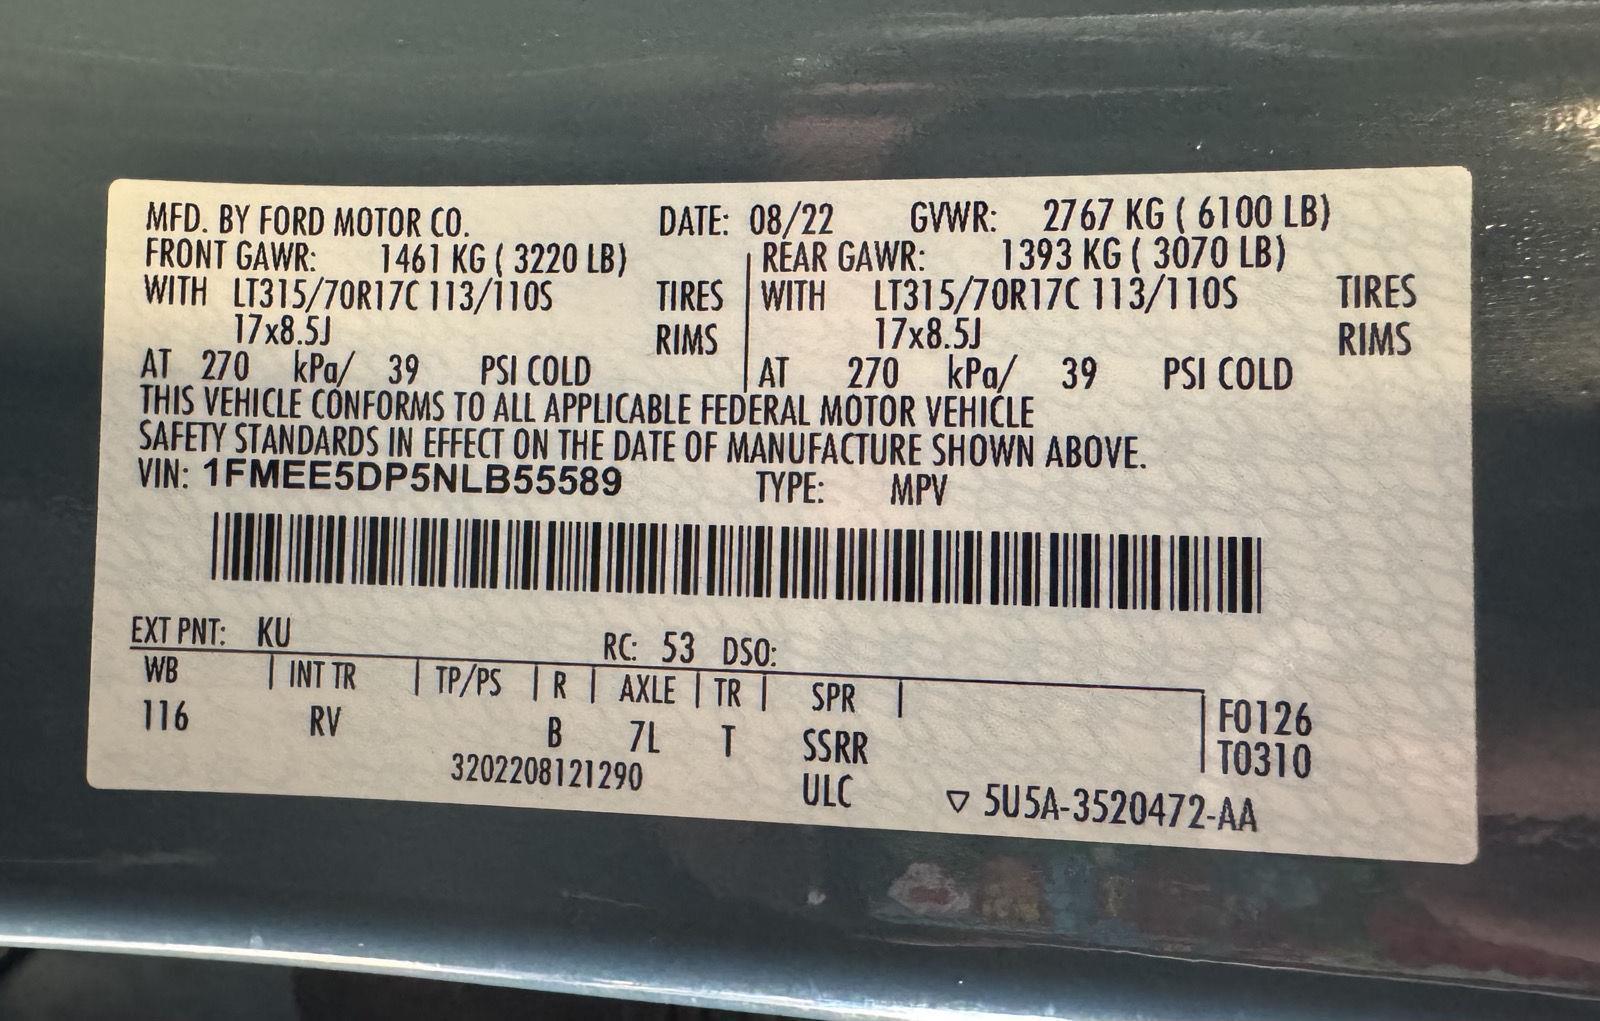 MFD. BY FORD MOTOR CO. DATE: 08/22 GVWR: 2767 KG ( 6100 LB)
FRONT GAWR: 1461 KG ( 3220 LB) REAR GAWR: 1393 KG ( 3070 LB)
WITH LT315/70R17C 113/110S TIRES WITH LT315/70R17C 113/110S TIRES
17x8.5J RIMS 17x8.5J RIMS
AT 270 kPa/ 39 PSI COLD AT 270 kPa/ 39 PSI COLD
THIS VEHICLE CONFORMS TO ALL APPLICABLE FEDERAL MOTOR VEHICLE
SAFETY STANDARDS IN EFFECT ON THE DATE OF MANUFACTURE SHOWN ABOVE.
VIN: 1FMEE5DP5NLB55589 TYPE: MPV
EXT PNT: KU RC: 53 DSO:
WB INT TR TP/PS R AXLE TR SPR F0126
116 RV B 7L T SSRR T0310
3202208121290 ULC ▽ 5U5A-3520472-AA